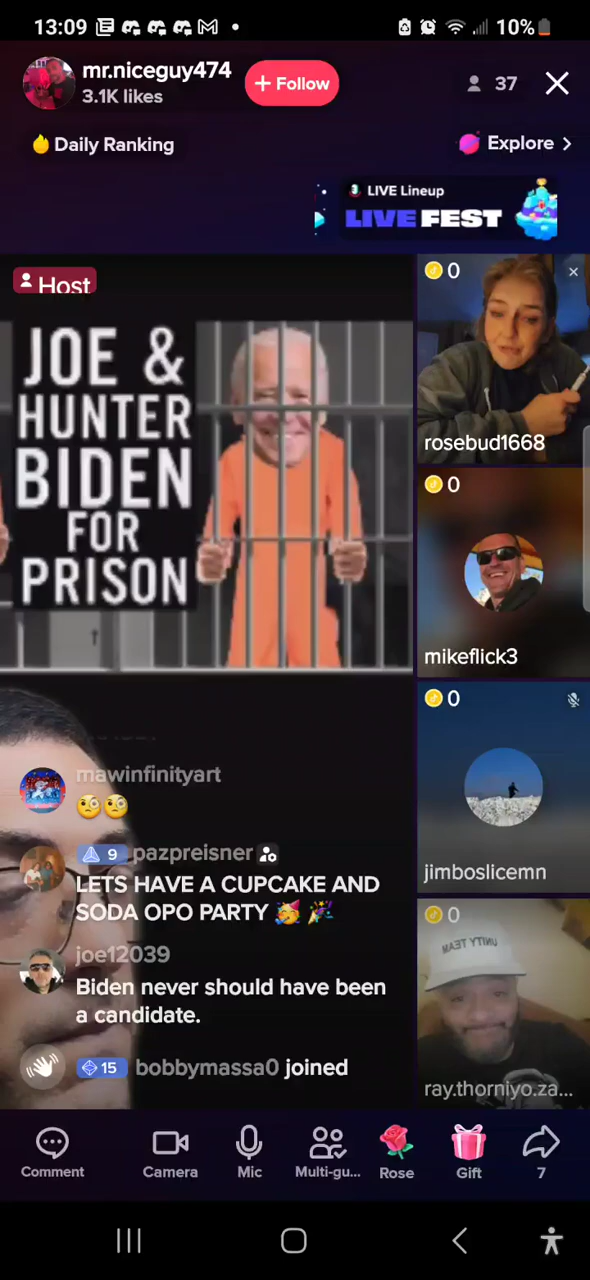 13:09
10%
mr.niceguy474
3.1K likes
+ Follow
37
Daily Ranking
Explore >
LIVE Lineup
LIVE FEST
Host
JOE &
HUNTER
BIDEN
FOR
PRISON
0
rosebud1668
0
mikeflick3
0
jimboslicemn
0
UNITY TEAM
ray.thorniyo.za...
mawinfinityart
9 pazpreisner
LETS HAVE A CUPCAKE AND
SODA OPO PARTY
joe12039
Biden never should have been
a candidate.
15 bobbymassa0 joined
Comment
Camera
Mic
Multi-gu...
Rose
Gift
7